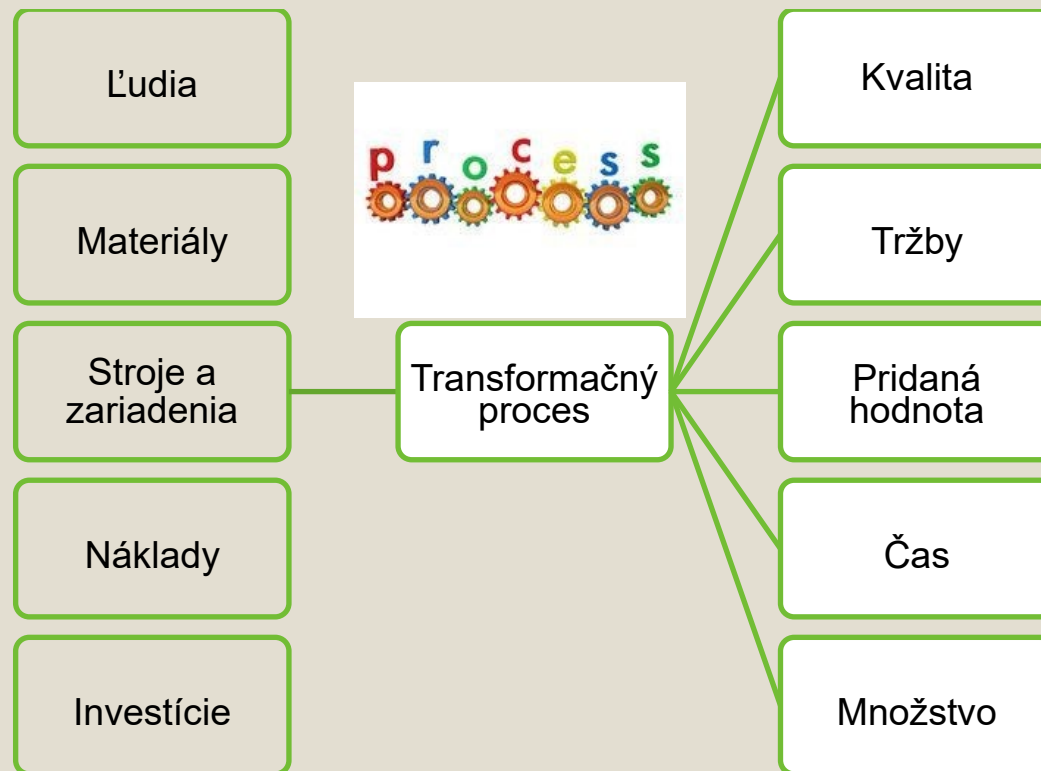 Ľudia
Materiály
Stroje a
zariadenia
Náklady
Investície
process
Transformačný
proces
Kvalita
Tržby
Pridaná
hodnota
Čas
Množstvo